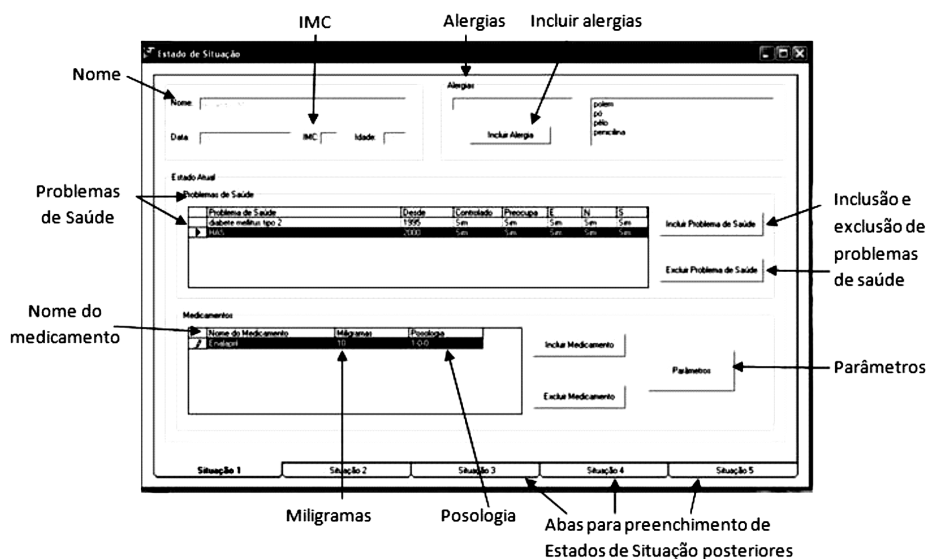 IMC
Alergias
Incluir alergias
Estado de Situação
Nome
Alergias
Nome:
polem
pó
pêlo
penicilina
Data
IMC:
Idade:
Incluir Alergia
Estado Atual
Problemas
de Saúde
Problemas de Saúde
Problema de Saúde Desde Controlado Preocupa E N S
diabete mellitus tipo 2 1995 Sim Sim Sim Sim Sim
HAS 2000 Sim Sim Sim Sim Sim
Incluir Problema de Saúde
Excluir Problema de Saúde
Inclusão e
exclusão de
problemas
de saúde
Nome do
medicamento
Medicamentos
Nome do Medicamento Miligramas Posologia
Enalapril 10 1-0-0
Incluir Medicamento
Excluir Medicamento
Parâmetros
Parâmetros
Situação 1 Situação 2 Situação 3 Situação 4 Situação 5
Miligramas
Posologia
Abas para preenchimento de
Estados de Situação posteriores